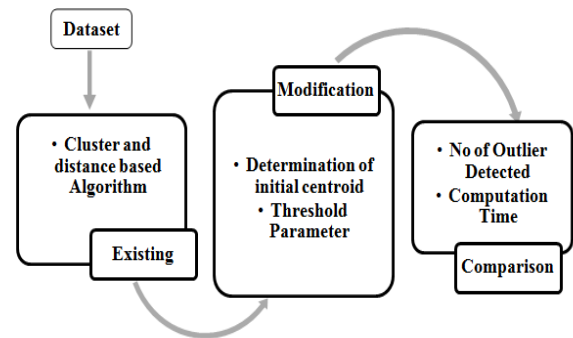 Dataset
• Cluster and
distance based
Algorithm
Existing
Modification
• Determination of
initial centroid
• Threshold
Parameter
• No of Outlier
Detected
• Computation
Time
Comparison